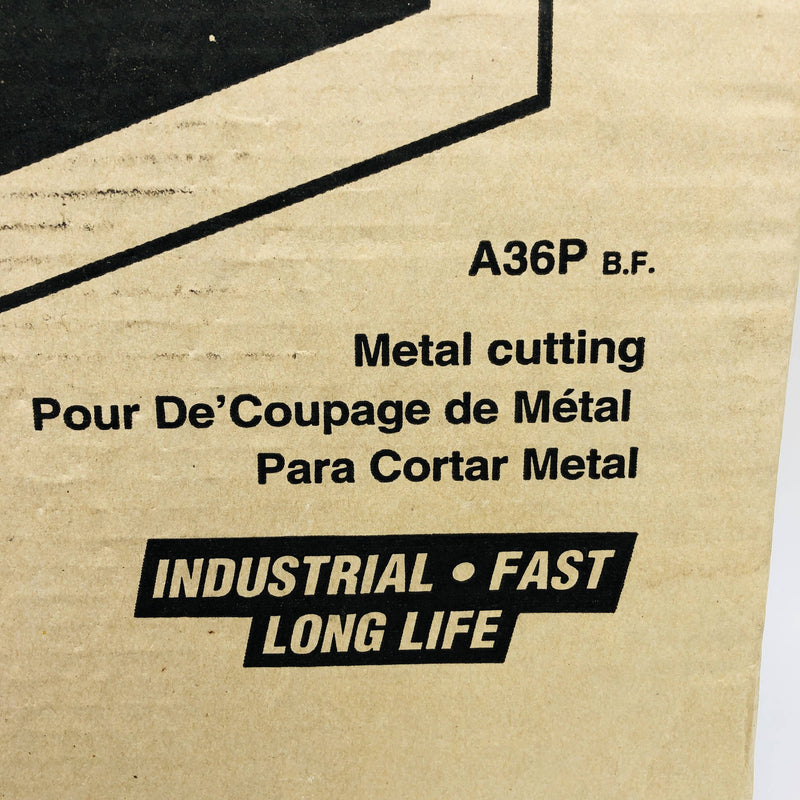 A36P B.F.
Metal cutting
Pour De'Coupage de Métal
Para Cortar Metal
INDUSTRIAL • FAST
LONG LIFE